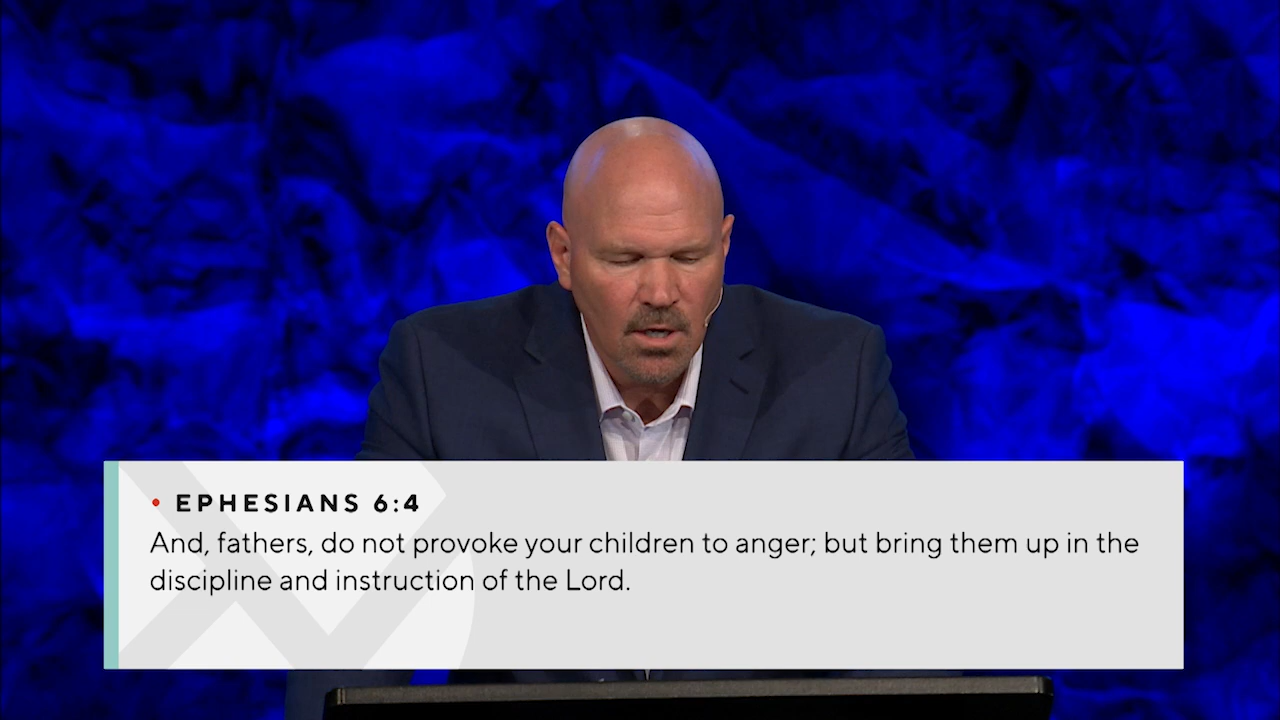 • EPHESIANS 6:4
And, fathers, do not provoke your children to anger; but bring them up in the
discipline and instruction of the Lord.